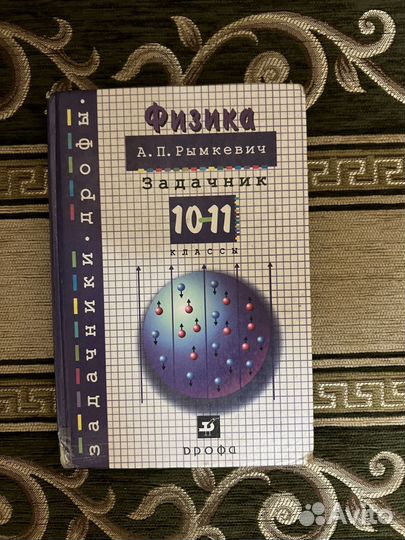 задачники·дрофы·
Физика
А.П.Рымкевич
Задачник
10-11
классы
дрофа
Avito